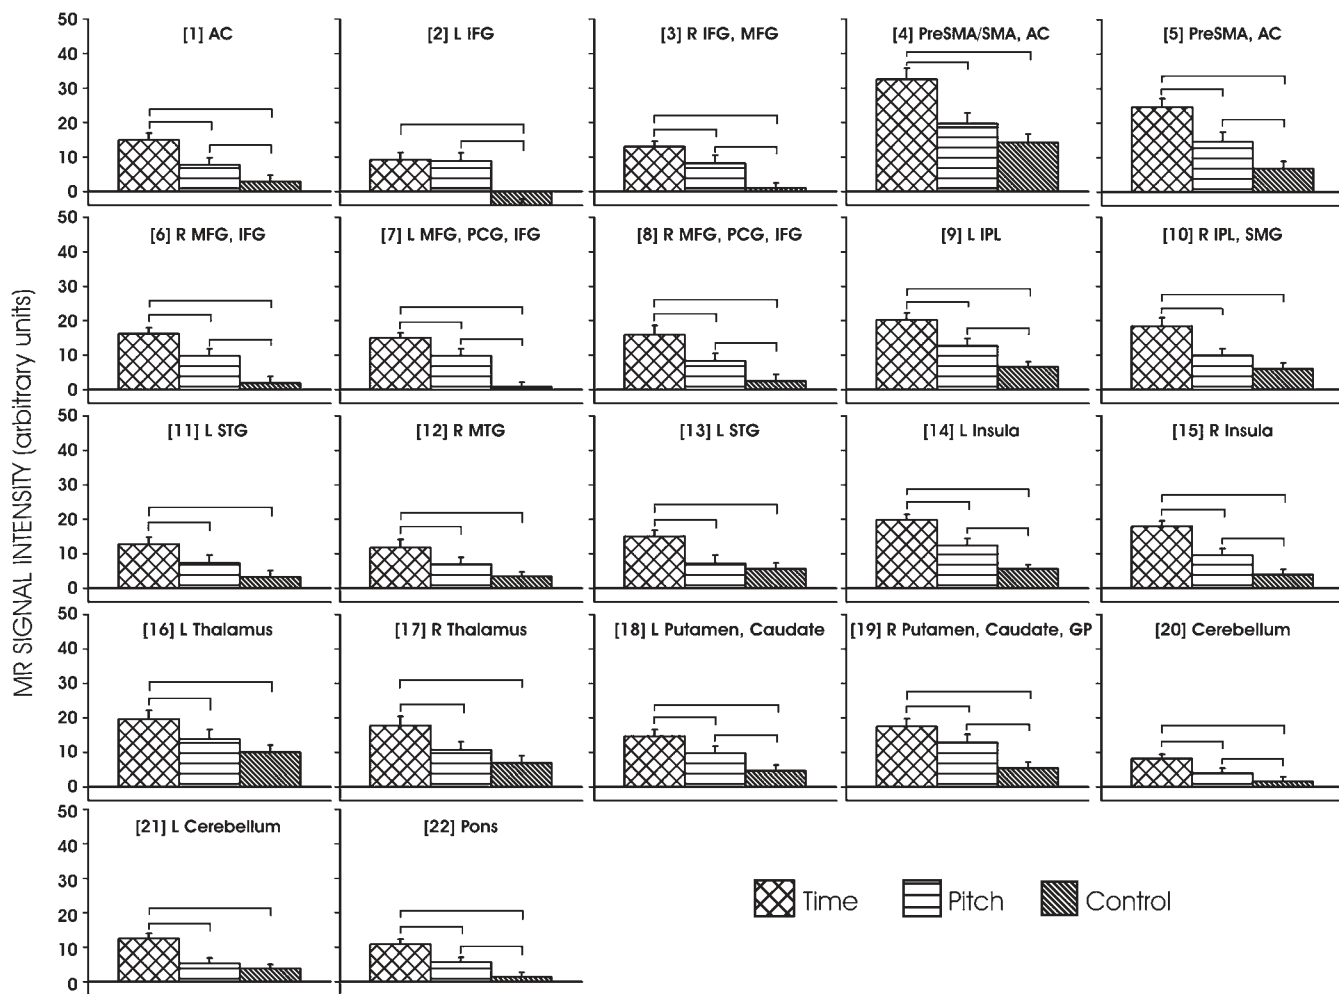 MR SIGNAL INTENSITY (arbitrary units)
50 40 30 20 10 0
[1] AC
[2] L IFG
[3] R IFG, MFG
[4] PreSMA/SMA, AC
[5] PreSMA, AC
50 40 30 20 10 0
[6] R MFG, IFG
[7] L MFG, PCG, IFG
[8] R MFG, PCG, IFG
[9] L IPL
[10] R IPL, SMG
50 40 30 20 10 0
[11] L STG
[12] R MTG
[13] L STG
[14] L Insula
[15] R Insula
50 40 30 20 10 0
[16] L Thalamus
[17] R Thalamus
[18] L Putamen, Caudate
[19] R Putamen, Caudate, GP
[20] Cerebellum
50 40 30 20 10 0
[21] L Cerebellum
[22] Pons
Time
Pitch
Control